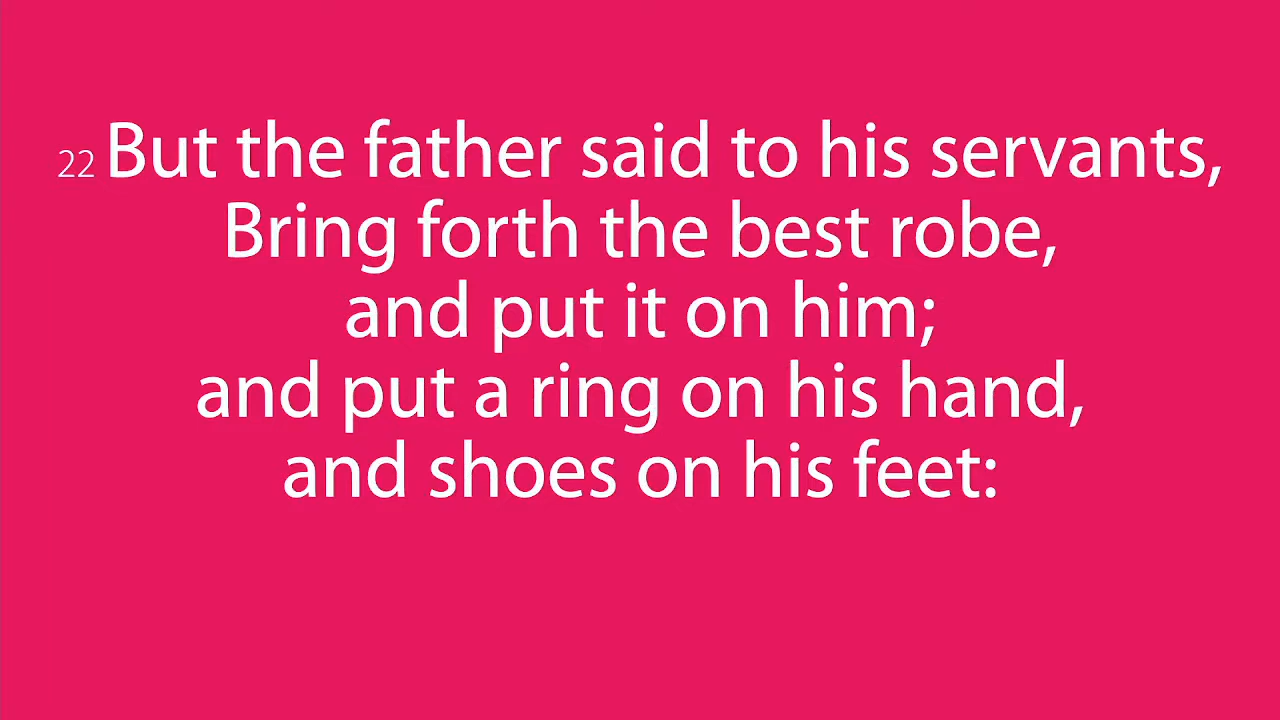 22 But the father said to his servants,
Bring forth the best robe,
and put it on him;
and put a ring on his hand,
and shoes on his feet: